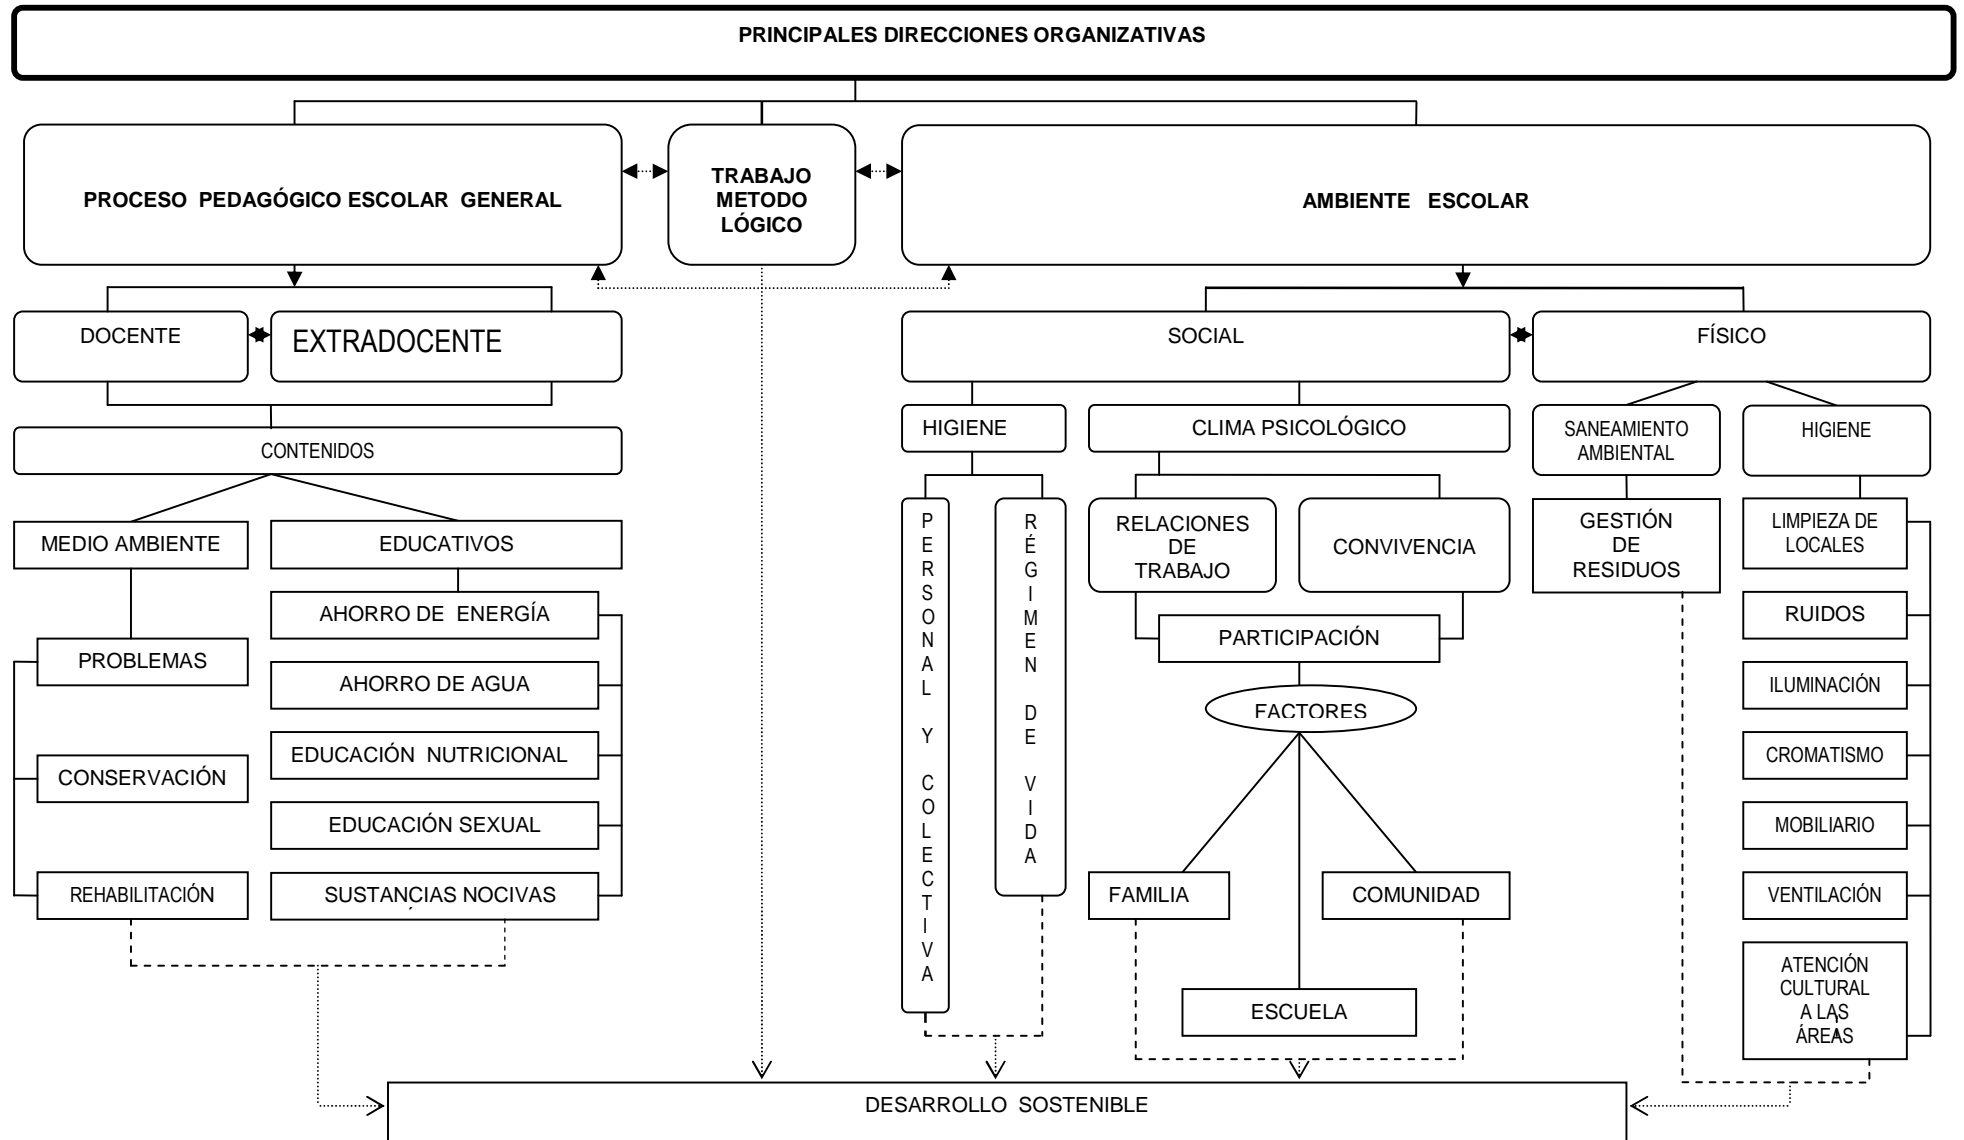 PRINCIPALES DIRECCIONES ORGANIZATIVAS
PROCESO PEDAGÓGICO ESCOLAR GENERAL
TRABAJO
METODO
LÓGICO
AMBIENTE ESCOLAR
DOCENTE
EXTRADOCENTE
SOCIAL
FÍSICO
CONTENIDOS
HIGIENE
CLIMA PSICOLÓGICO
SANEAMIENTO
AMBIENTAL
HIGIENE
MEDIO AMBIENTE
EDUCATIVOS
PERSONAL Y COLECTIVA
RÉGIMEN DE VIDA
RELACIONES
DE
TRABAJO
CONVIVENCIA
GESTIÓN
DE
RESIDUOS
LIMPIEZA DE
LOCALES
AHORRO DE ENERGÍA
RUIDOS
PROBLEMAS
PARTICIPACIÓN
AHORRO DE AGUA
ILUMINACIÓN
FACTORES
EDUCACIÓN NUTRICIONAL
CROMATISMO
CONSERVACIÓN
EDUCACIÓN SEXUAL
MOBILIARIO
REHABILITACIÓN
SUSTANCIAS NOCIVAS
FAMILIA
COMUNIDAD
VENTILACIÓN
ESCUELA
ATENCIÓN
CULTURAL
A LAS
ÁREAS
DESARROLLO SOSTENIBLE